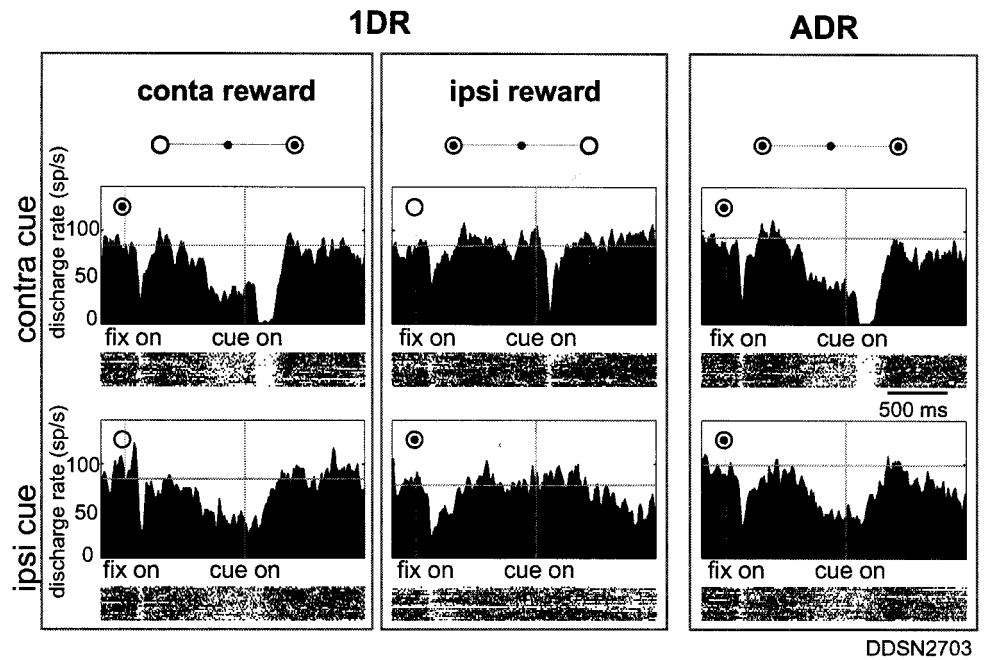 1DR
ADR
conta reward
ipsi reward
contra cue
discharge rate (sp/s)
100
50
0
fix on cue on
fix on cue on
fix on cue on
500 ms
ipsi cue
discharge rate (sp/s)
100
50
0
fix on cue on
fix on cue on
fix on cue on
DDSN2703